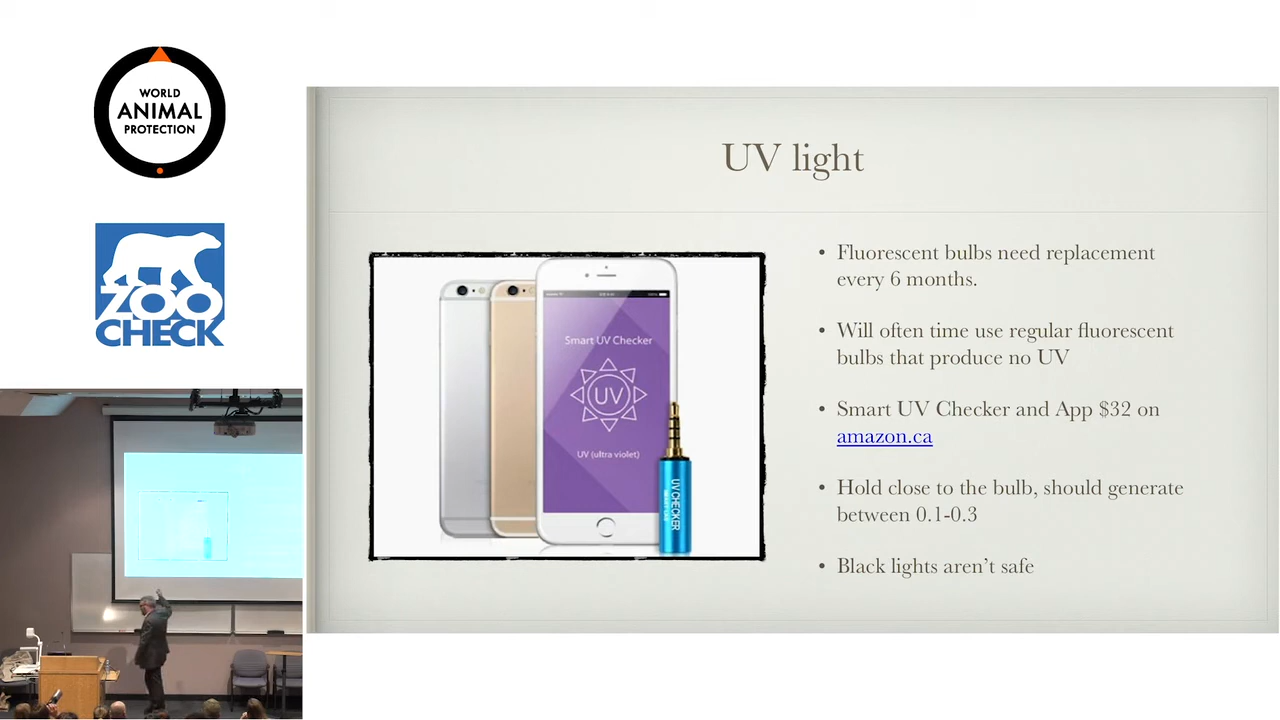 WORLD
ANIMAL
PROTECTION
ZOO
CHECK
UV light
Smart UV Checker
UV
UV (ultra violet)
UV CHECKER
• Fluorescent bulbs need replacement
every 6 months.
• Will often time use regular fluorescent
bulbs that produce no UV
• Smart UV Checker and App $32 on
amazon.ca
• Hold close to the bulb, should generate
between 0.1-0.3
• Black lights aren’t safe